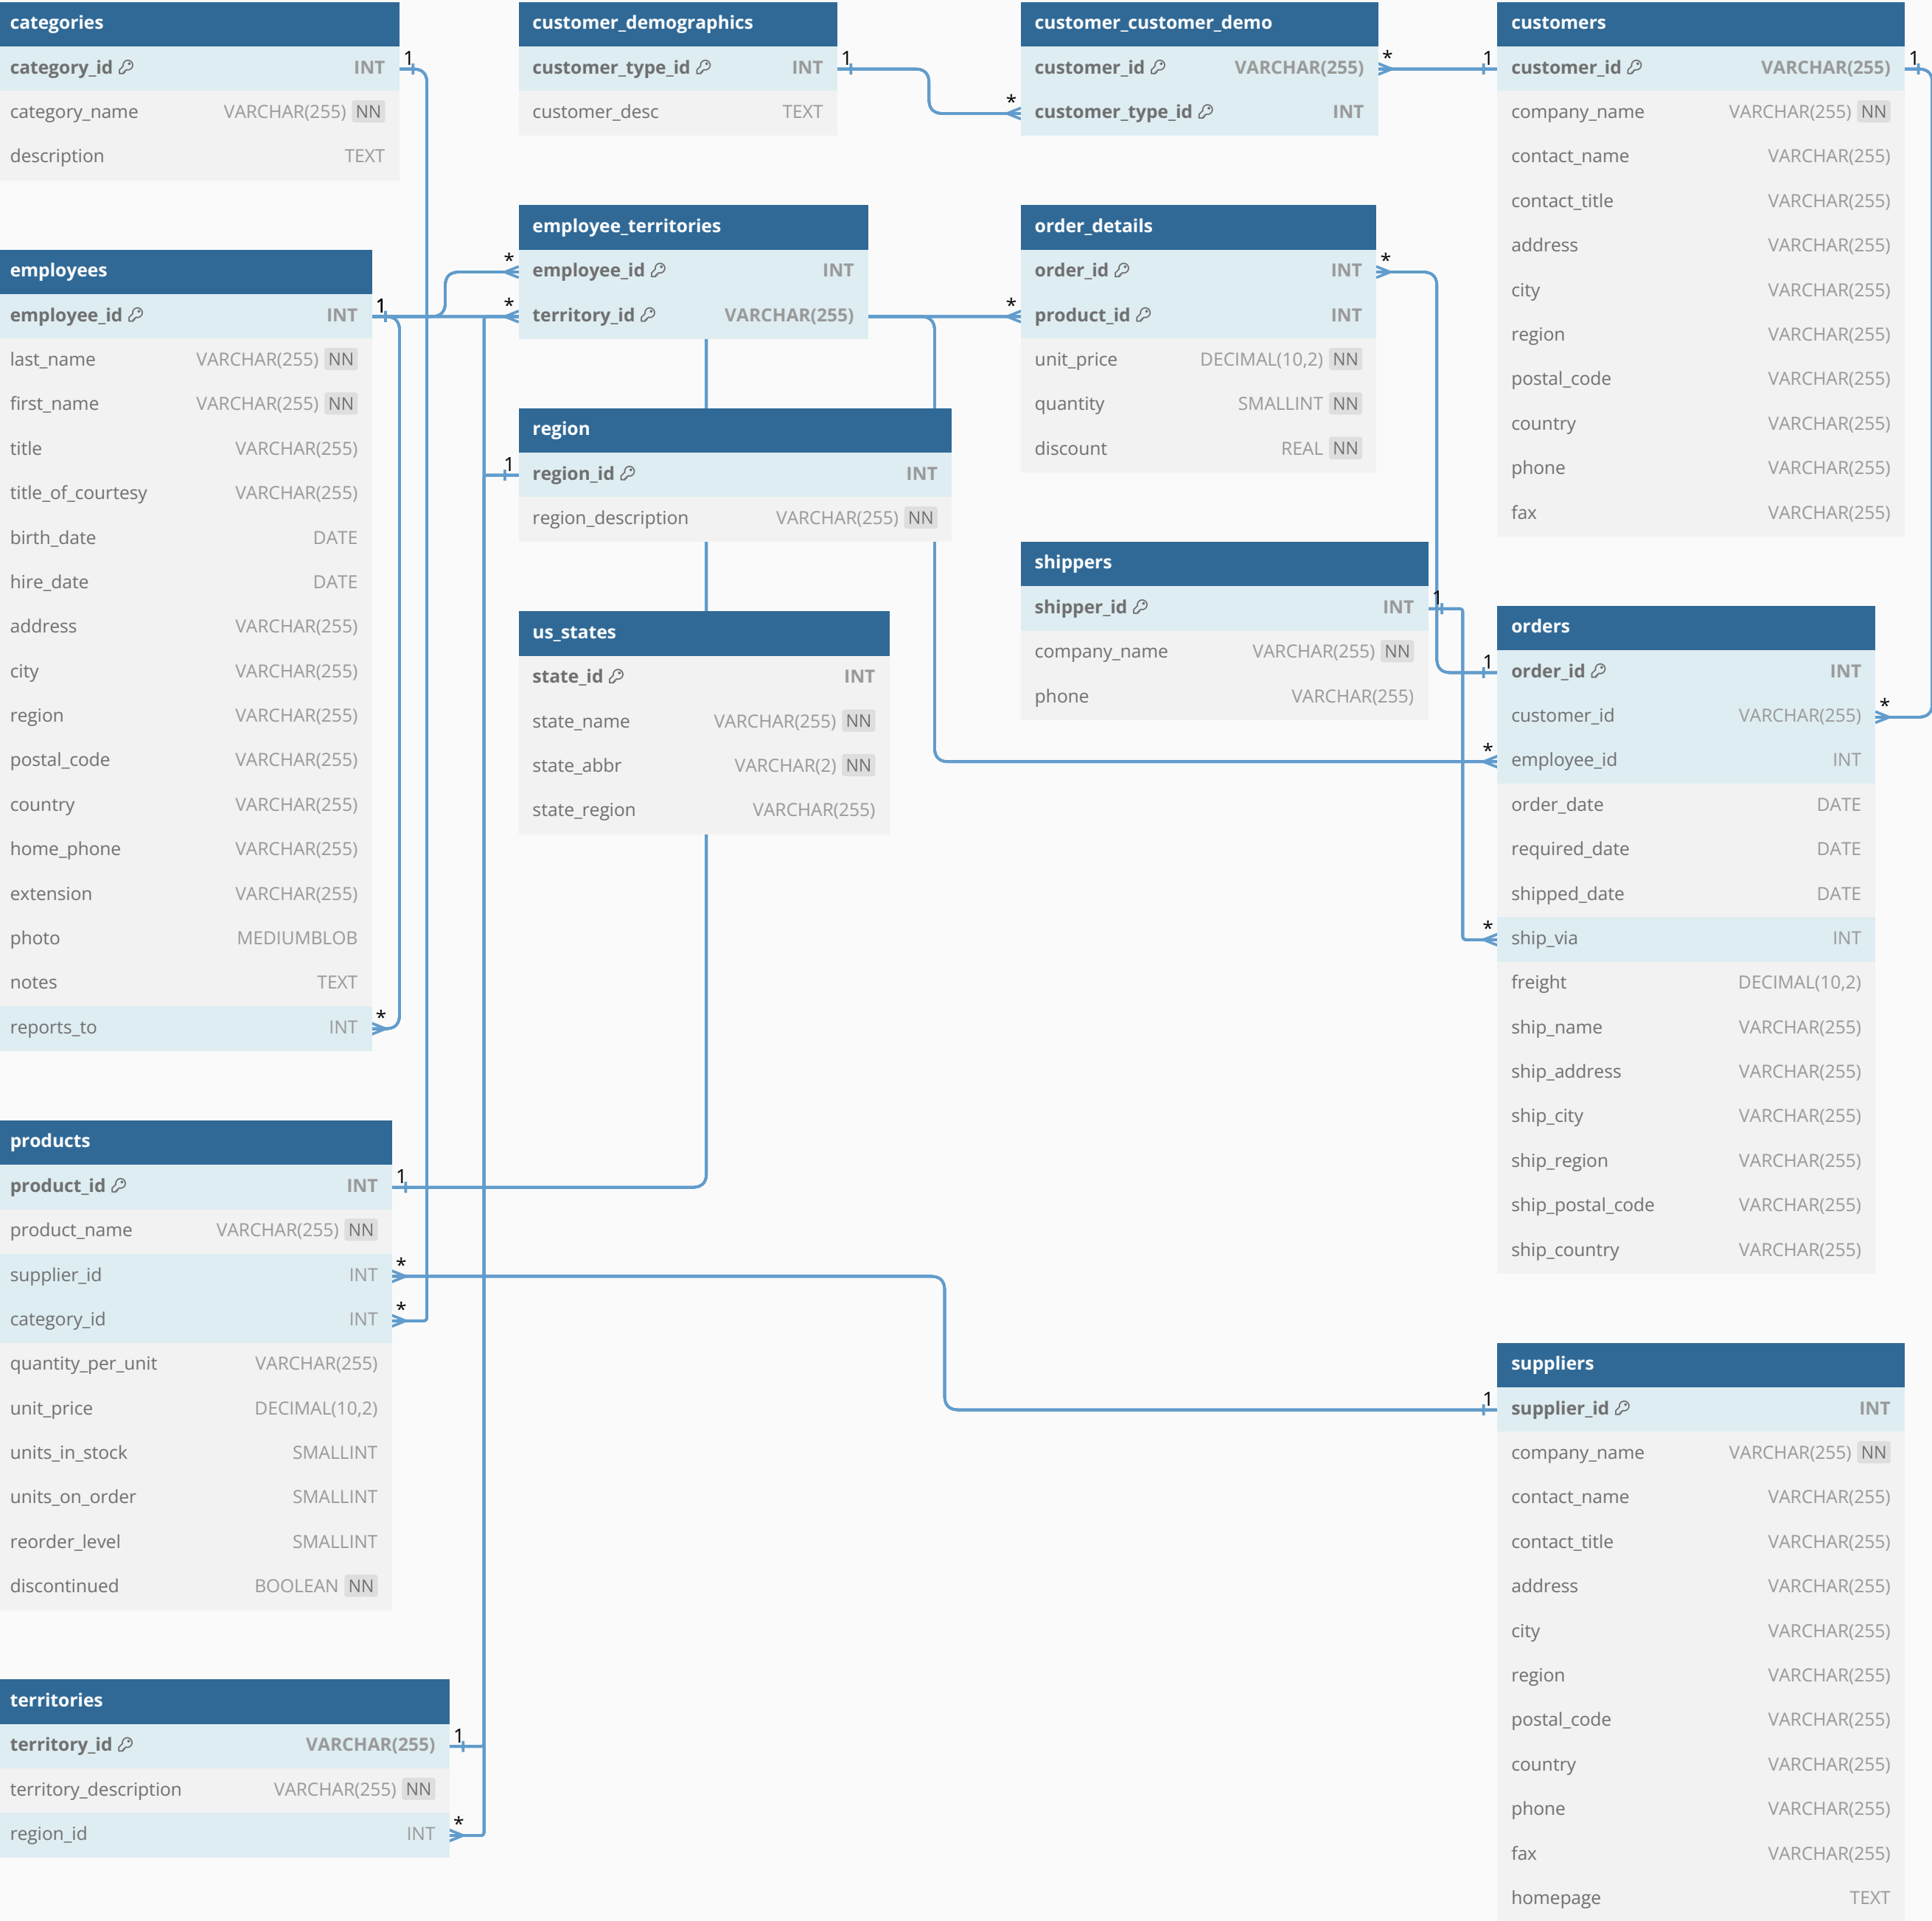 categories
category_id INT
category_name VARCHAR(255) NN
description TEXT
customer_demographics
customer_type_id INT
customer_desc TEXT
customer_customer_demo
customer_id VARCHAR(255)
customer_type_id INT
customers
customer_id VARCHAR(255)
company_name VARCHAR(255) NN
contact_name VARCHAR(255)
contact_title VARCHAR(255)
address VARCHAR(255)
city VARCHAR(255)
region VARCHAR(255)
postal_code VARCHAR(255)
country VARCHAR(255)
phone VARCHAR(255)
fax VARCHAR(255)
employees
employee_id INT
last_name VARCHAR(255) NN
first_name VARCHAR(255) NN
title VARCHAR(255)
title_of_courtesy VARCHAR(255)
birth_date DATE
hire_date DATE
address VARCHAR(255)
city VARCHAR(255)
region VARCHAR(255)
postal_code VARCHAR(255)
country VARCHAR(255)
home_phone VARCHAR(255)
extension VARCHAR(255)
photo MEDIUMBLOB
notes TEXT
reports_to INT
employee_territories
employee_id INT
territory_id VARCHAR(255)
order_details
order_id INT
product_id INT
unit_price DECIMAL(10,2) NN
quantity SMALLINT NN
discount REAL NN
region
region_id INT
region_description VARCHAR(255) NN
shippers
shipper_id INT
company_name VARCHAR(255) NN
phone VARCHAR(255)
us_states
state_id INT
state_name VARCHAR(255) NN
state_abbr VARCHAR(2) NN
state_region VARCHAR(255)
orders
order_id INT
customer_id VARCHAR(255)
employee_id INT
order_date DATE
required_date DATE
shipped_date DATE
ship_via INT
freight DECIMAL(10,2)
ship_name VARCHAR(255)
ship_address VARCHAR(255)
ship_city VARCHAR(255)
ship_region VARCHAR(255)
ship_postal_code VARCHAR(255)
ship_country VARCHAR(255)
products
product_id INT
product_name VARCHAR(255) NN
supplier_id INT
category_id INT
quantity_per_unit VARCHAR(255)
unit_price DECIMAL(10,2)
units_in_stock SMALLINT
units_on_order SMALLINT
reorder_level SMALLINT
discontinued BOOLEAN NN
suppliers
supplier_id INT
company_name VARCHAR(255) NN
contact_name VARCHAR(255)
contact_title VARCHAR(255)
address VARCHAR(255)
city VARCHAR(255)
region VARCHAR(255)
postal_code VARCHAR(255)
country VARCHAR(255)
phone VARCHAR(255)
fax VARCHAR(255)
homepage TEXT
territories
territory_id VARCHAR(255)
territory_description VARCHAR(255) NN
region_id INT
1
1
*
*
1
1
*
*
1
*
*
1
1
1
*
*
*
*
1
*
*
1
1
*